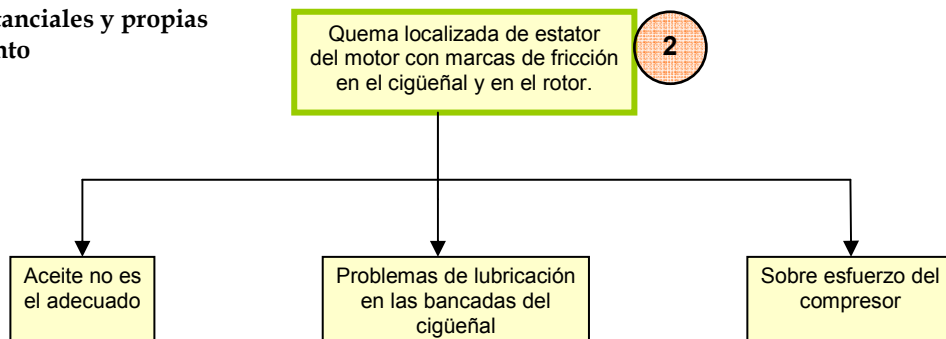 tanciales y propias
nto
Quema localizada de estator
del motor con marcas de fricción
en el cigüeñal y en el rotor.
2
Aceite no es
el adecuado
Problemas de lubricación
en las bancadas del
cigüeñal
Sobre esfuerzo del
compresor